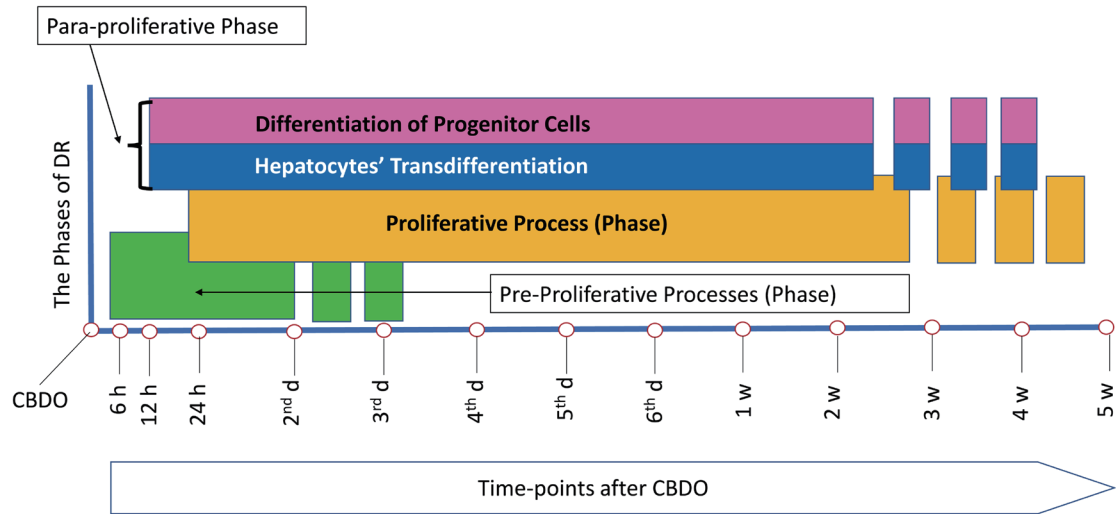 Para-proliferative Phase
The Phases of DR
Differentiation of Progenitor Cells
Hepatocytes’ Transdifferentiation
Proliferative Process (Phase)
Pre-Proliferative Processes (Phase)
CBDO
6 h
12 h
24 h
2nd d
3rd d
4th d
5th d
6th d
1 w
2 w
3 w
4 w
5 w
Time-points after CBDO